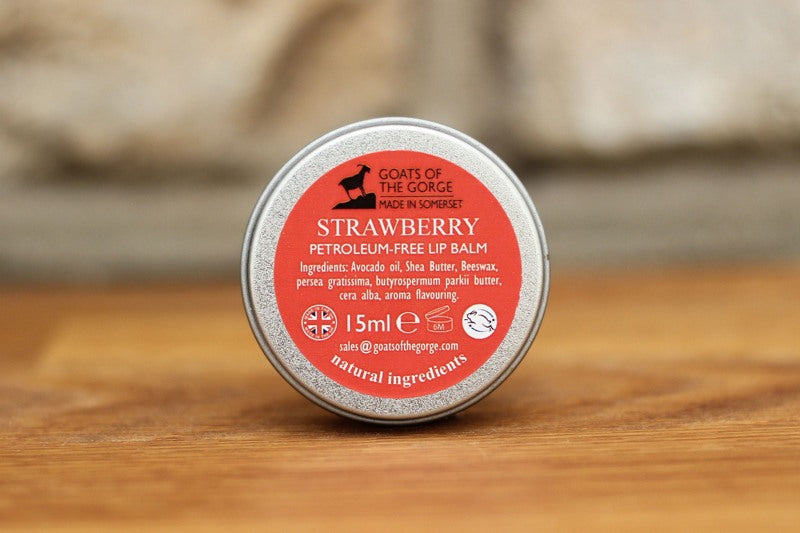 GOATS OF
THE GORGE
MADE IN SOMERSET
STRAWBERRY
PETROLEUM-FREE LIP BALM
Ingredients: Avocado oil, Shea Butter, Beeswax,
persea gratissima, butyrospermum parkii butter,
cera alba, aroma flavouring.
15ml e 6M
sales@goatsofthegorge.com
natural ingredients